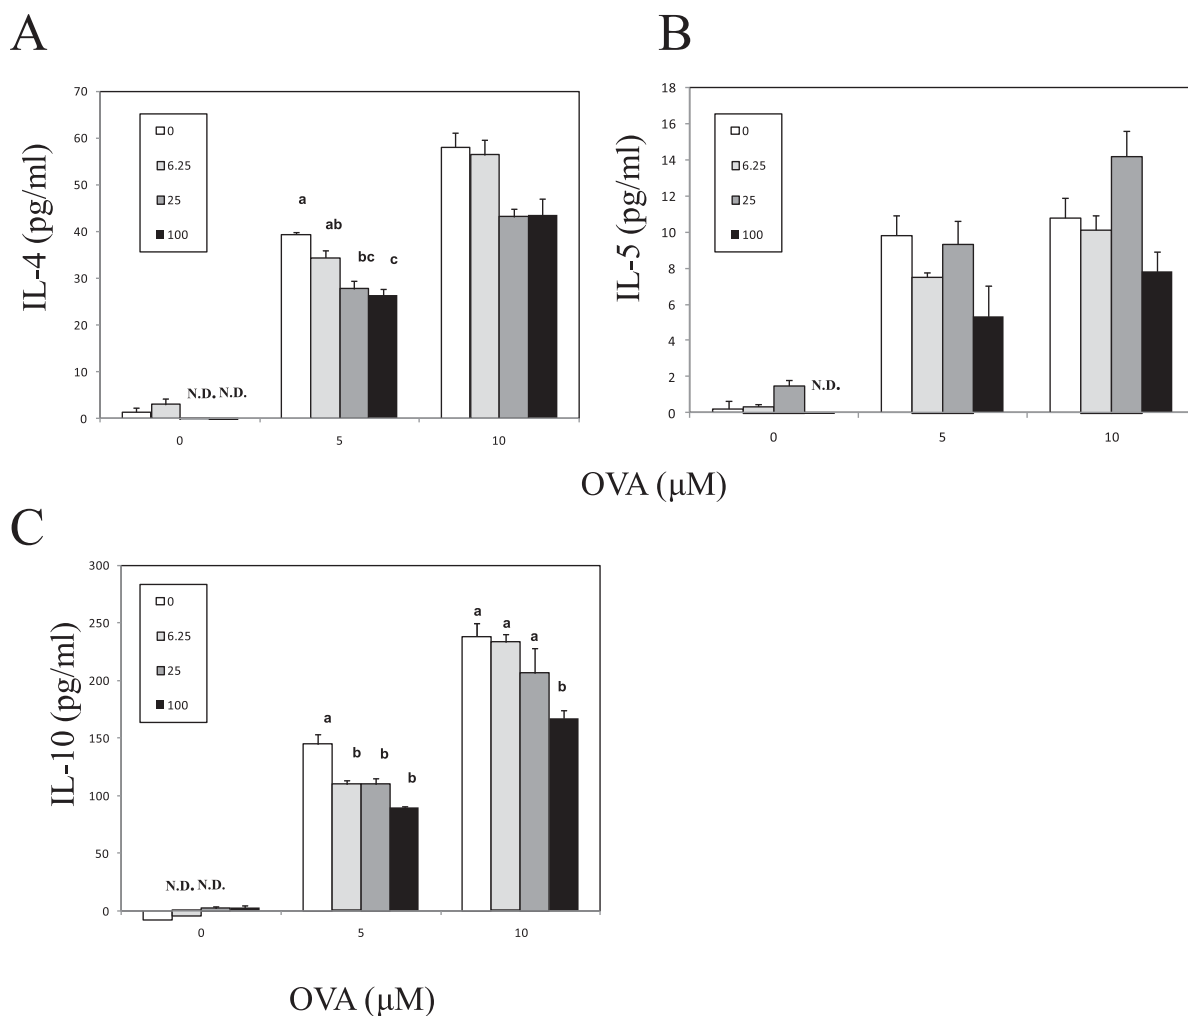 A
IL-4 (pg/ml)
70
60
50
40
30
20
10
0
0
6.25
25
100
N.D. N.D.
a
ab
bc
c
0
5
10
B
IL-5 (pg/ml)
18
16
14
12
10
8
6
4
2
0
0
6.25
25
100
N.D.
0
5
10
OVA (μM)
C
IL-10 (pg/ml)
300
250
200
150
100
50
0
0
6.25
25
100
N.D. N.D.
a
b
b
b
a
a
a
b
0
5
10
OVA (μM)